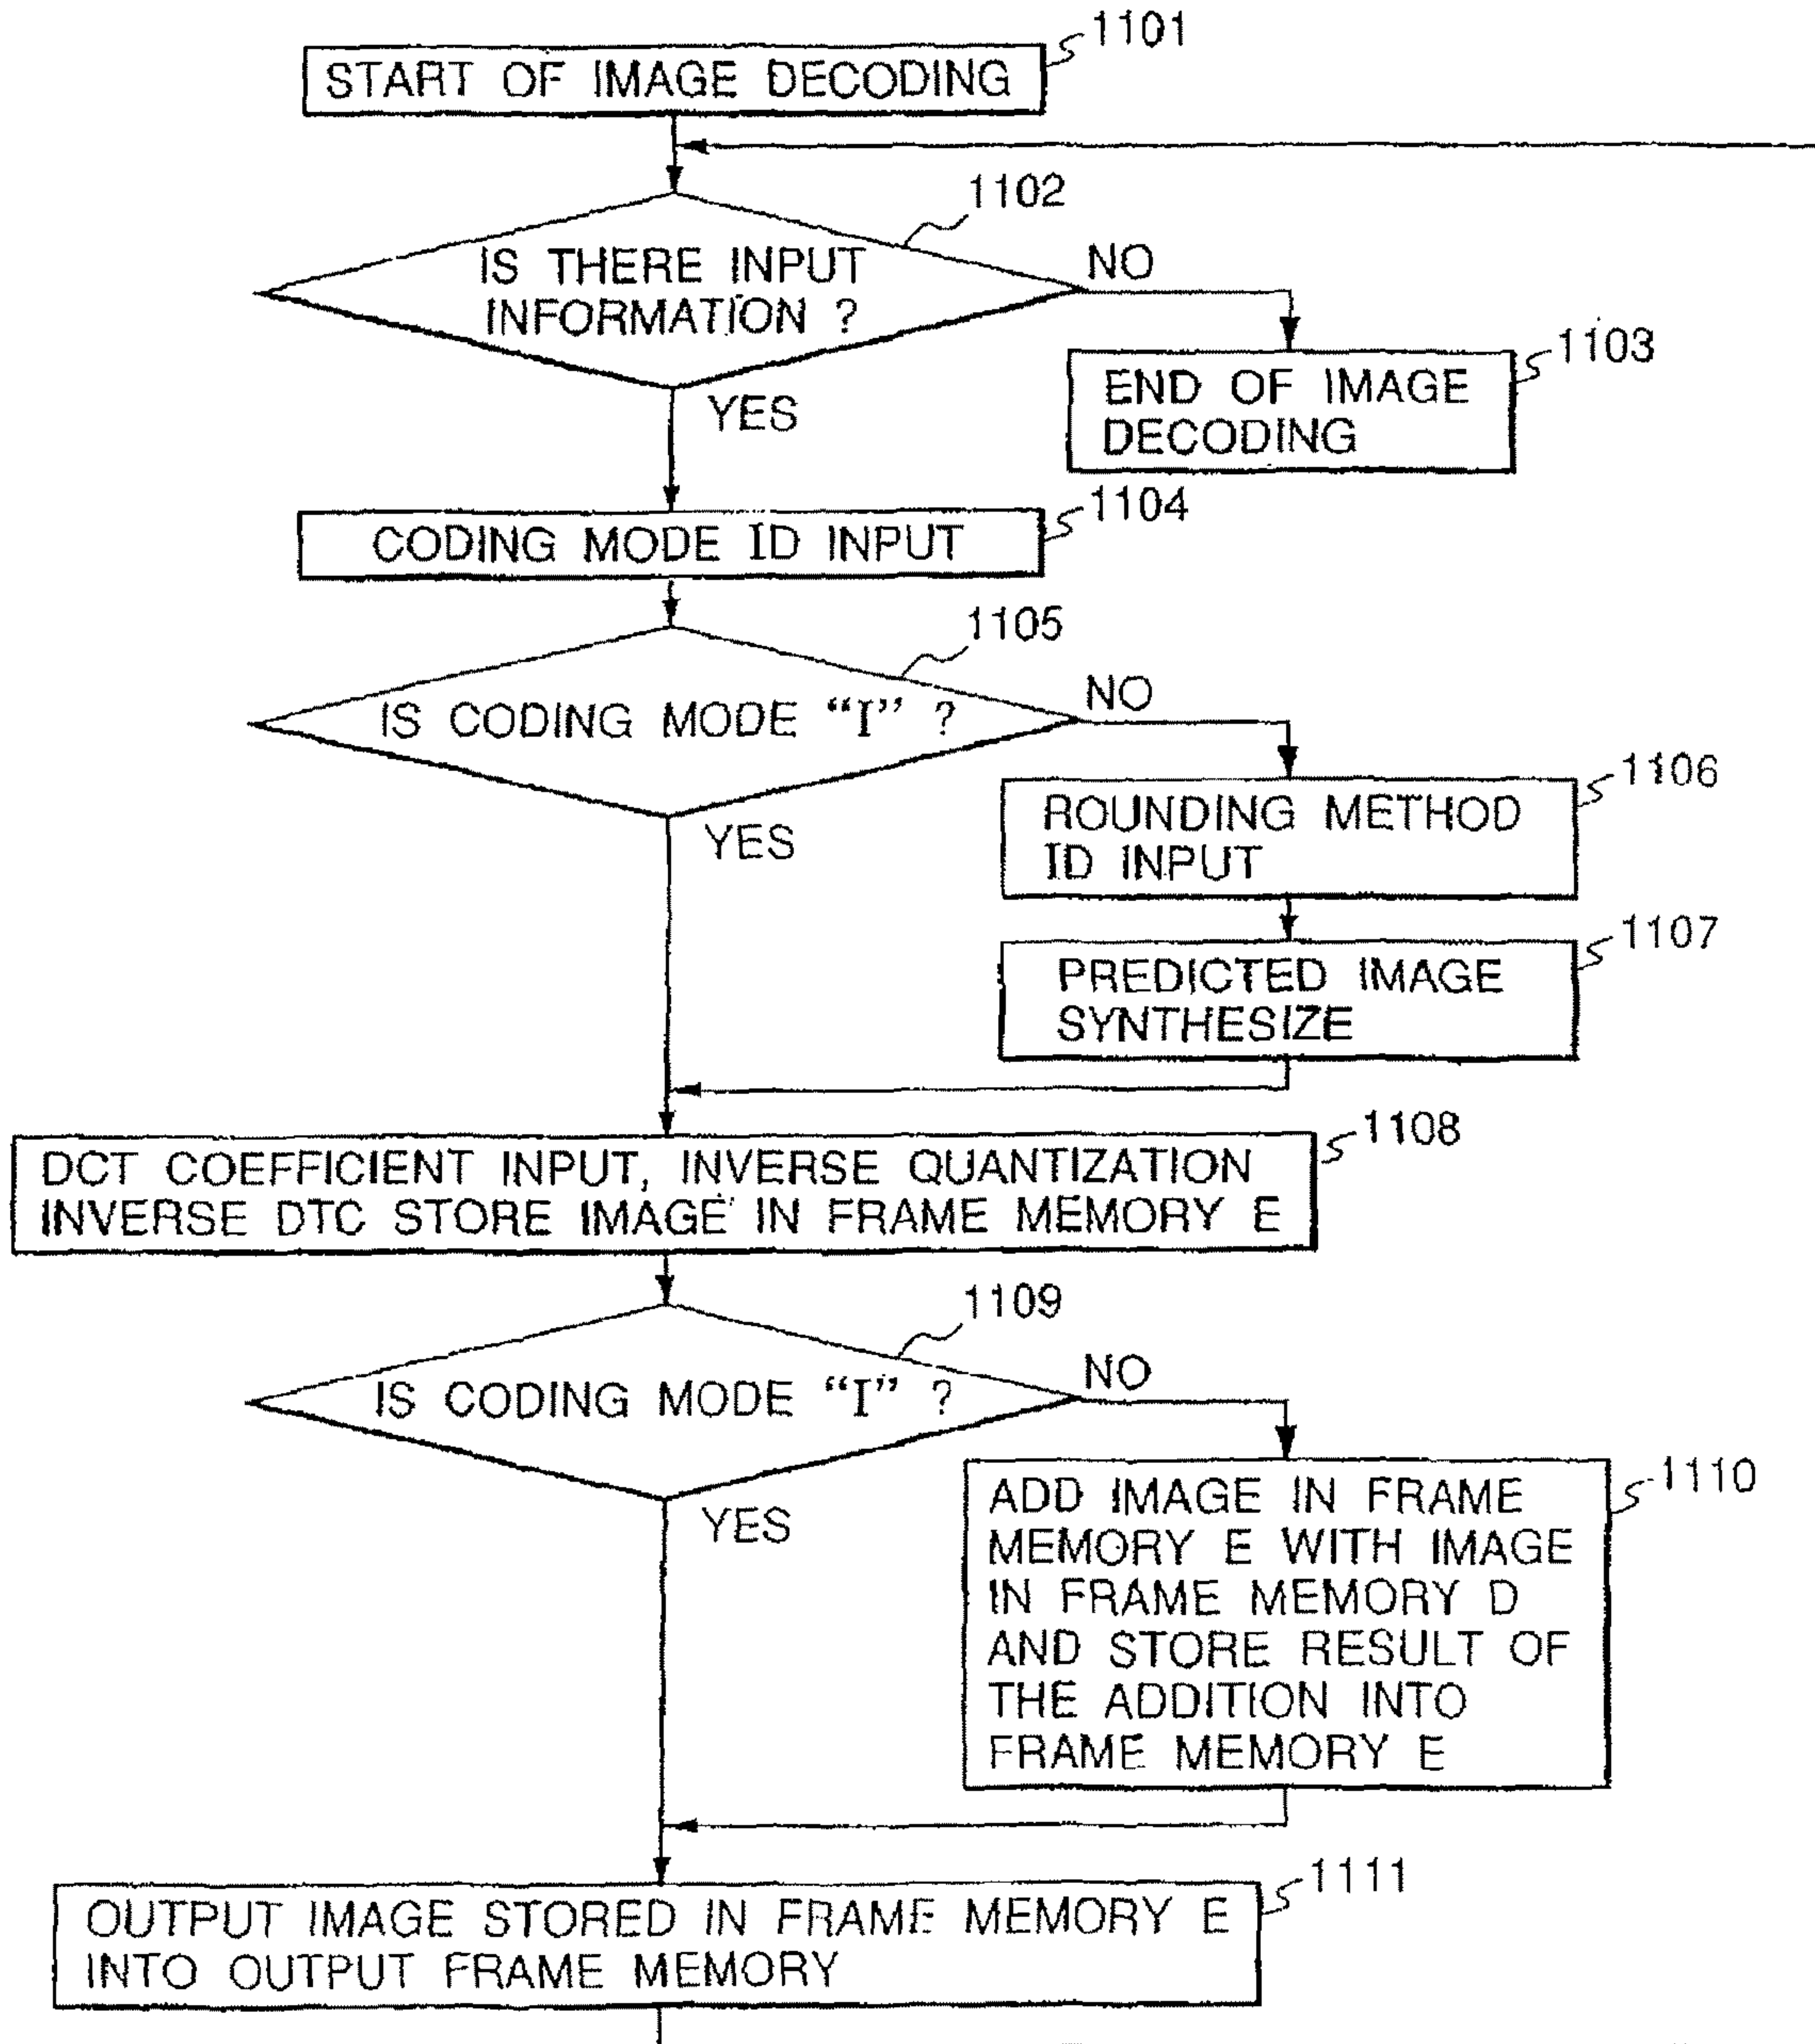 1101
START OF IMAGE DECODING
1102
IS THERE INPUT
INFORMATION ?
NO
YES
1103
END OF IMAGE
DECODING
1104
CODING MODE ID INPUT
1105
IS CODING MODE “I” ?
NO
YES
1106
ROUNDING METHOD
ID INPUT
1107
PREDICTED IMAGE
SYNTHESIZE
1108
DCT COEFFICIENT INPUT, INVERSE QUANTIZATION
INVERSE DTC STORE IMAGE IN FRAME MEMORY E
1109
IS CODING MODE “I” ?
NO
YES
1110
ADD IMAGE IN FRAME
MEMORY E WITH IMAGE
IN FRAME MEMORY D
AND STORE RESULT OF
THE ADDITION INTO
FRAME MEMORY E
1111
OUTPUT IMAGE STORED IN FRAME MEMORY E
INTO OUTPUT FRAME MEMORY